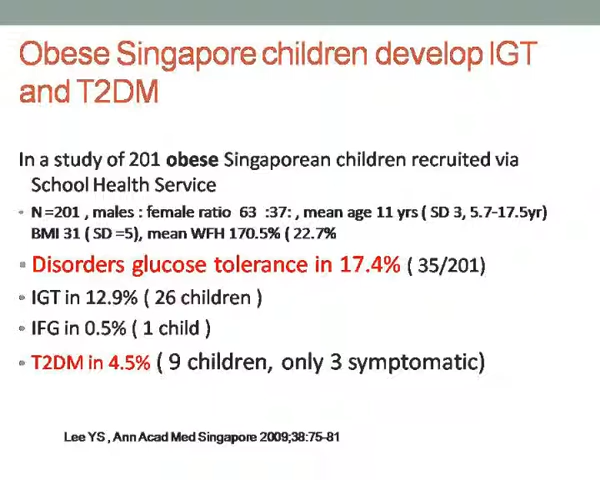 Obese Singapore children develop IGT
and T2DM
In a study of 201 obese Singaporean children recruited via
School Health Service
• N=201 , males : female ratio 63 :37: , mean age 11 yrs ( SD 3, 5.7-17.5yr)
BMI 31 ( SD =5), mean WFH 170.5% ( 22.7%
• Disorders glucose tolerance in 17.4% ( 35/201)
• IGT in 12.9% ( 26 children )
• IFG in 0.5% ( 1 child )
• T2DM in 4.5% ( 9 children, only 3 symptomatic)
Lee YS , Ann Acad Med Singapore 2009;38:75-81